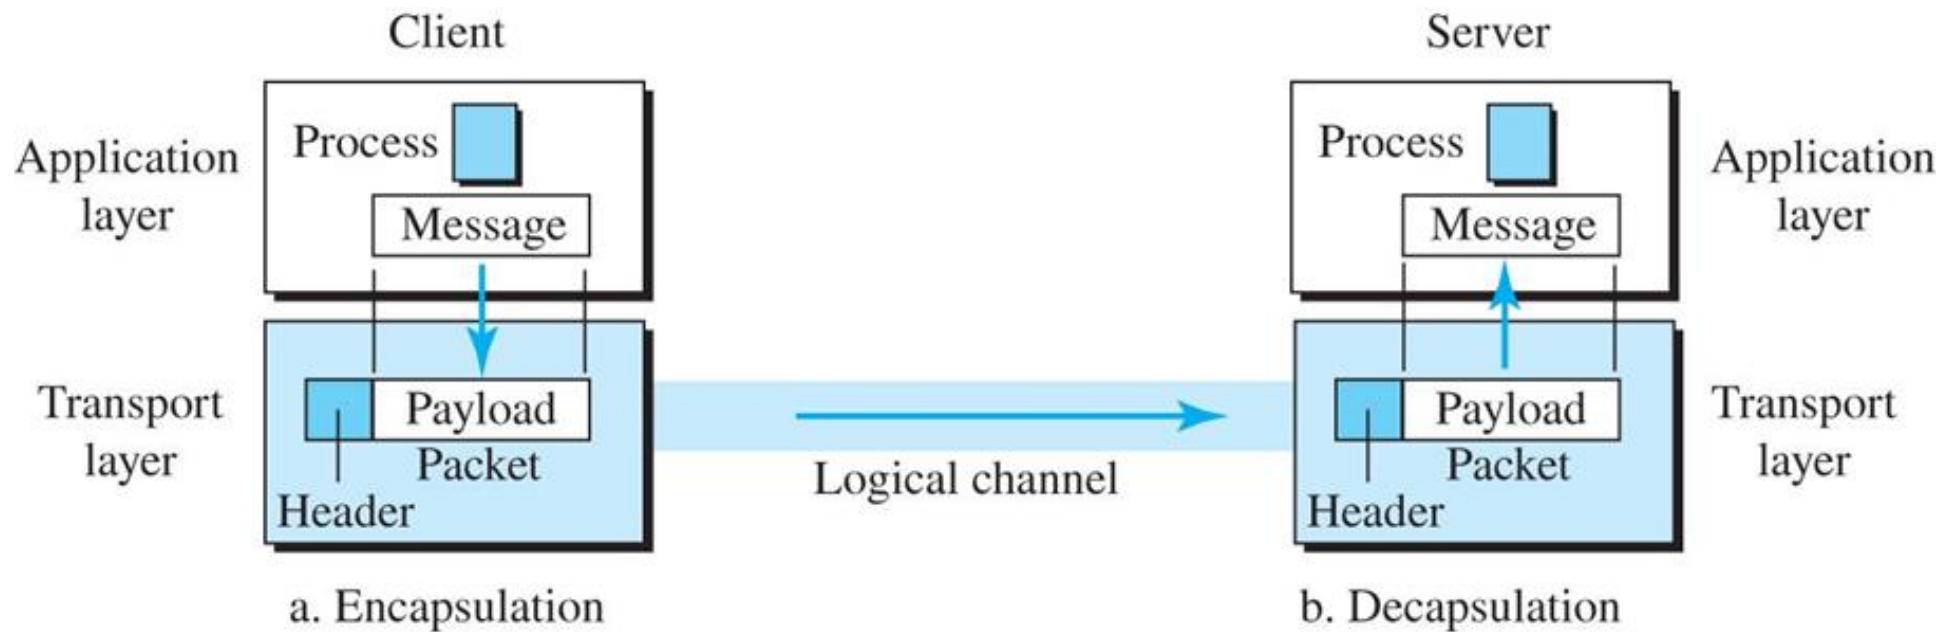 Client
Server
Application
layer
Process
Message
Process
Message
Application
layer
Transport
layer
Payload
Packet
Header
Logical channel
Payload
Packet
Header
Transport
layer
a. Encapsulation
b. Decapsulation